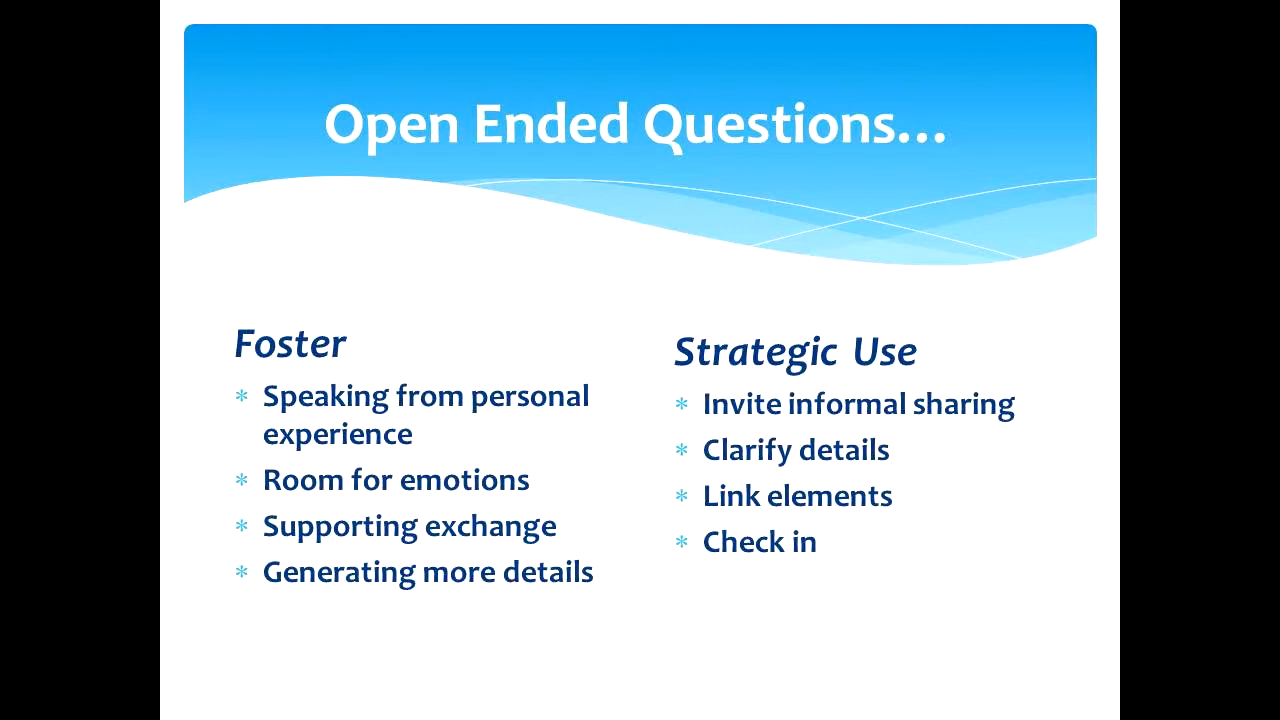 Open Ended Questions...
Foster
* Speaking from personal
experience
* Room for emotions
* Supporting exchange
* Generating more details
Strategic Use
* Invite informal sharing
* Clarify details
* Link elements
* Check in